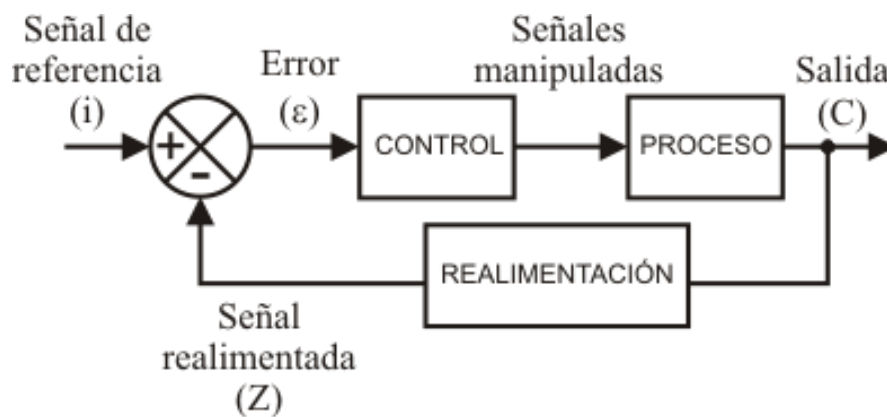 Señal de
referencia
(i)
Error
(ε)
Señales
manipuladas
Salida
(C)
+
-
CONTROL
PROCESO
REALIMENTACIÓN
Señal
realimentada
(Z)